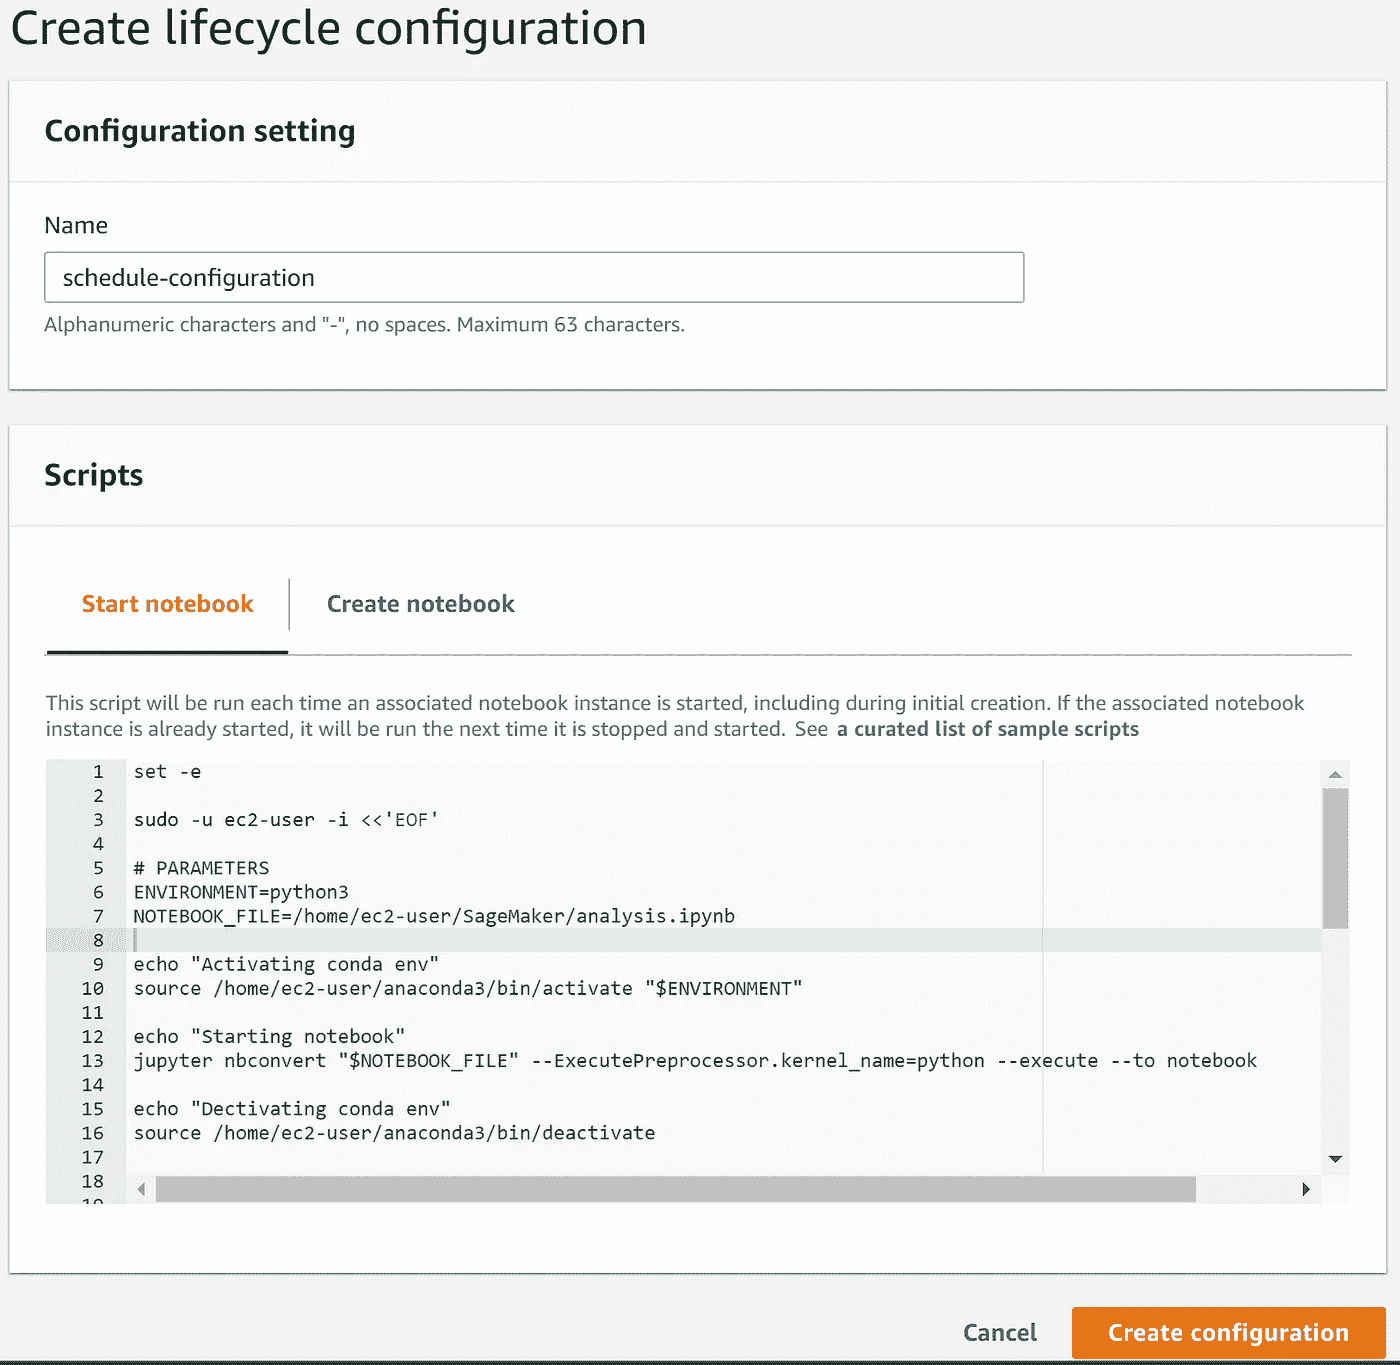 Create lifecycle configuration
Configuration setting
Name
schedule-configuration
Alphanumeric characters and "-", no spaces. Maximum 63 characters.
Scripts
Start notebook
Create notebook
This script will be run each time an associated notebook instance is started, including during initial creation. If the associated notebook
instance is already started, it will be run the next time it is stopped and started. See a curated list of sample scripts
1 set -e
2
3 sudo -u ec2-user -i <<'EOF'
4
5 # PARAMETERS
6 ENVIRONMENT=python3
7 NOTEBOOK_FILE=/home/ec2-user/SageMaker/analysis.ipynb
8
9 echo "Activating conda env"
10 source /home/ec2-user/anaconda3/bin/activate "$ENVIRONMENT"
11
12 echo "Starting notebook"
13 jupyter nbconvert "$NOTEBOOK_FILE" --ExecutePreprocessor.kernel_name=python --execute --to notebook
14
15 echo "Dectivating conda env"
16 source /home/ec2-user/anaconda3/bin/deactivate
17
18
Cancel
Create configuration